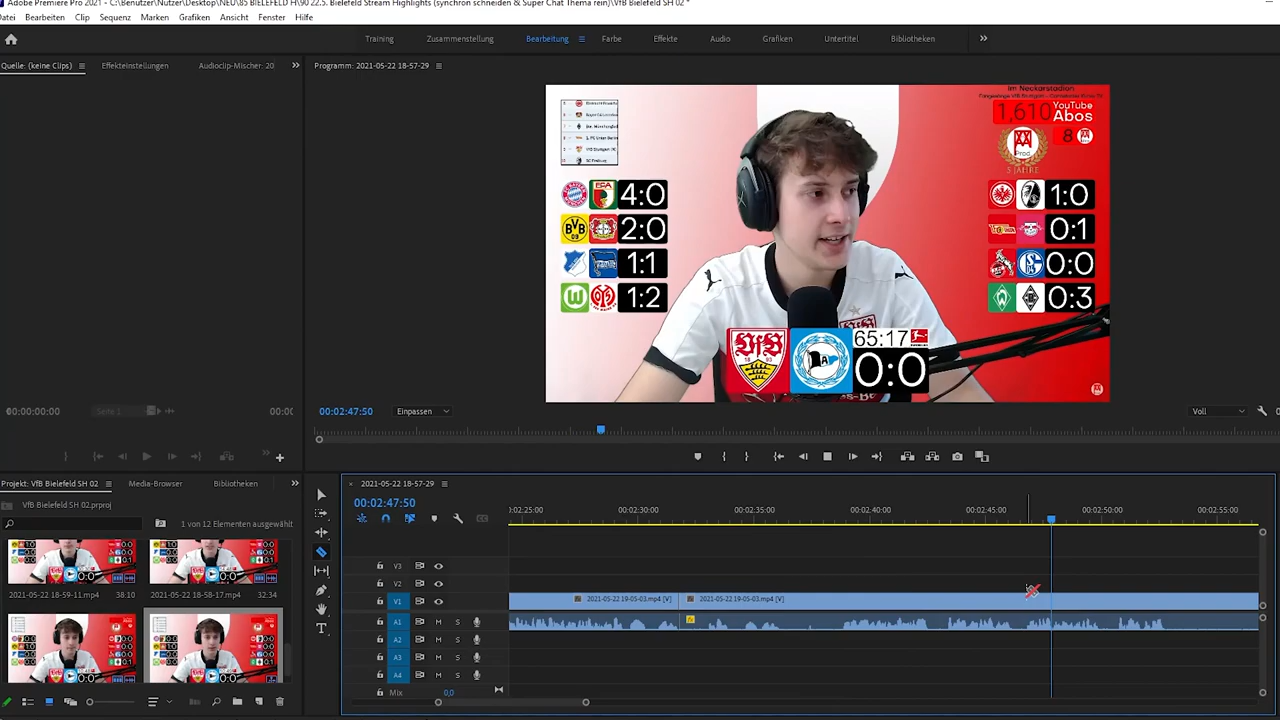 Adobe Premiere Pro 2021 - C:\Benutzer\Nutzer\Desktop\NEU\85 BIELEFELD H\90 22.5. Bielefeld Stream Highlights (synchron schneiden & Super Chat Thema rein)\VfB Bielefeld SH 02 *
Datei Bearbeiten Clip Sequenz Marken Grafiken Ansicht Fenster Hilfe
Training Zusammenstellung Bearbeitung Farbe Effekte Audio Grafiken Untertitel Bibliotheken
Quelle: (keine Clips) Effekteinstellungen Audioclip-Mischer: 20
Programm: 2021-05-22 18-57-29
Im Neckarstadion
1,610 YouTube Abos
8
Prod.
5 JAHRE
4:0
1:0
BVB 09
2:0
0:1
1:1
0:0
1:2
0:3
VfB
1893
A
65:17
0:0
00:00:00:00
Seite 1
00:0
00:02:47:50
Einpassen
Voll
Projekt: VfB Bielefeld SH 02 Media-Browser Bibliotheken
VfB Bielefeld SH 02.prproj
1 von 12 Elementen ausgewähl
2021-05-22 18-59-11.mp4 38:10
2021-05-22 18-58-17.mp4 32:34
2021-05-22 18-57-29
00:02:47:50
:02:25:00 00:02:30:00 00:02:35:00 00:02:40:00 00:02:45:00 00:02:50:00 00:02:55:00
V3
V2
V1
2021-05-22 19-05-03.mp4 [V] 2021-05-22 19-05-03.mp4 [V]
A1 M S
A2 M S
A3 M S
A4 M S
Mix 0,0